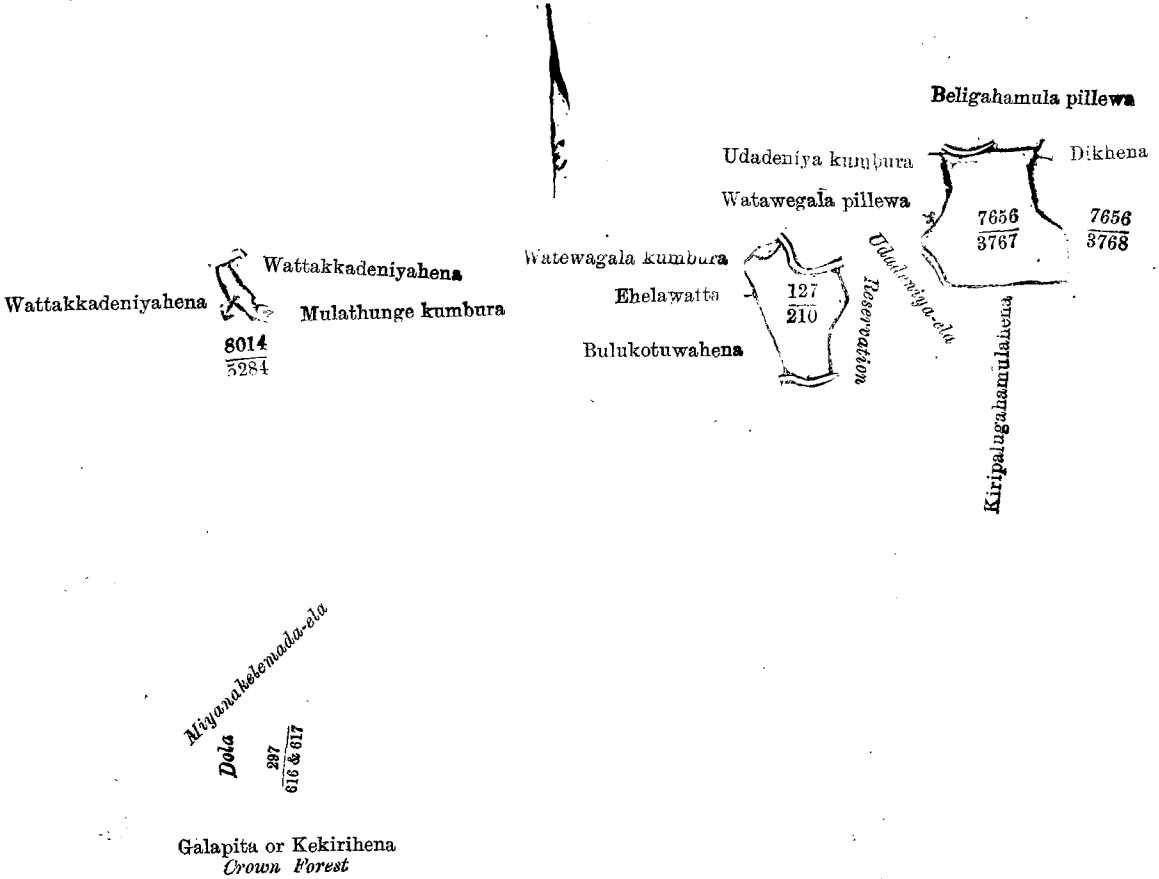 Beligahamula pillewa
Udadeniya kumbura
Dikhena
Watawegala pillewa
7656
3767
7656
3768
Udadeniya-ela
Kiripalugahamulahena
Watewagala kumbura
Ehelawatta
127
210
Bulukotuwahena
Reservation
Wattakkadeniyahena
Wattakkadeniyahena
Mulathunge kumbura
8014
5284
Miyanakelemada-ela
Dola
297
616 & 617
Galapita or Kekirihena
Crown Forest